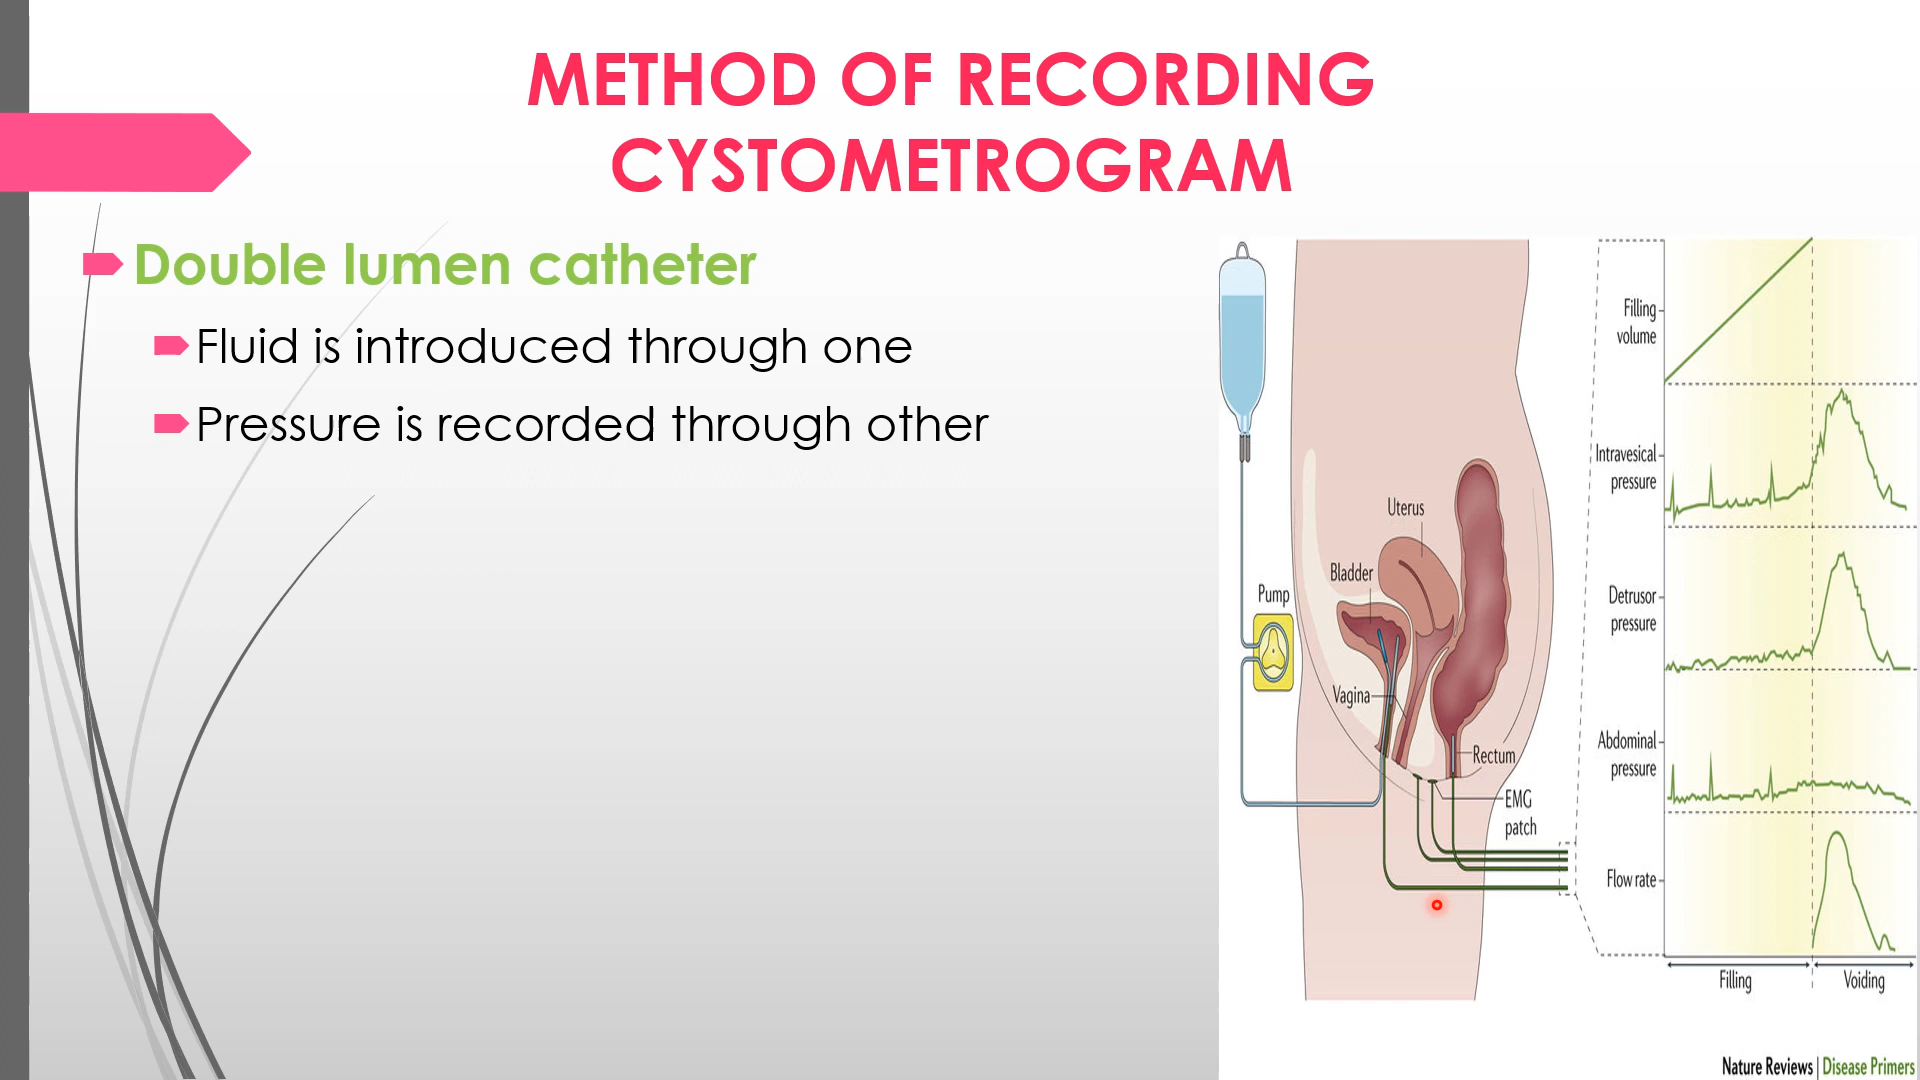 METHOD OF RECORDING
CYSTOMETROGRAM
Double lumen catheter
Fluid is introduced through one
Pressure is recorded through other
Pump
Uterus
Bladder
Vagina
Rectum
EMG
patch
Filling
volume
Intravesical
pressure
Detrusor
pressure
Abdominal
pressure
Flow rate
Filling
Voiding
Nature Reviews | Disease Primers